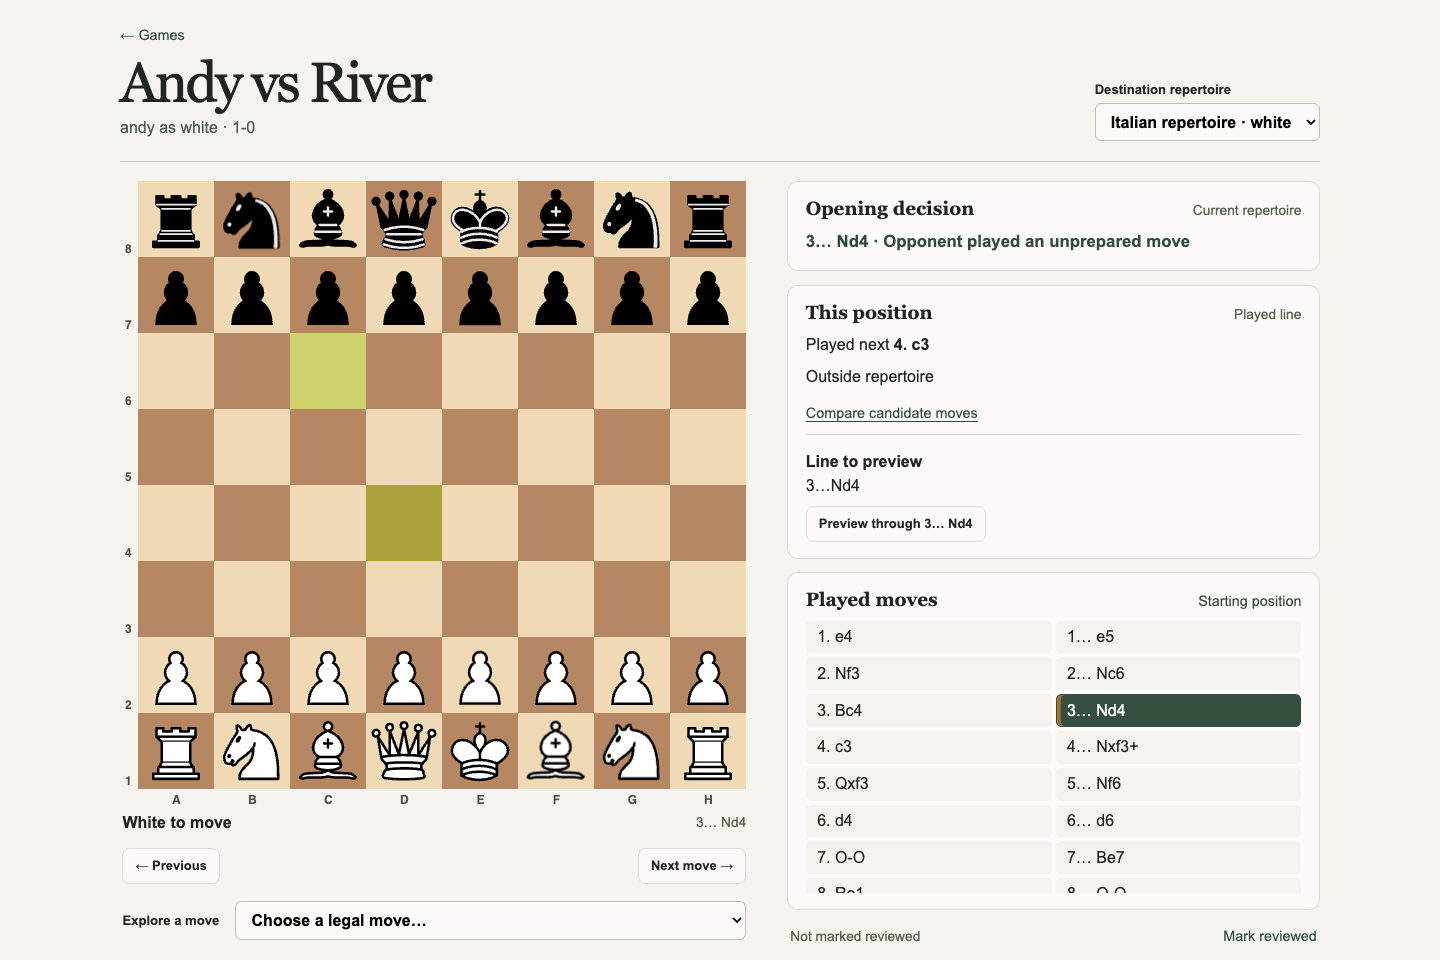 ← Games
Andy vs River
andy as white · 1-0
Destination repertoire
Italian repertoire · white
8
7
6
5
4
3
2
1
A B C D E F G H
White to move
3… Nd4
← Previous
Next move →
Explore a move
Choose a legal move…
Opening decision
Current repertoire
3… Nd4 · Opponent played an unprepared move
This position
Played line
Played next 4. c3
Outside repertoire
Compare candidate moves
Line to preview
3…Nd4
Preview through 3… Nd4
Played moves
Starting position
1. e4 1… e5
2. Nf3 2… Nc6
3. Bc4 3… Nd4
4. c3 4… Nxf3+
5. Qxf3 5… Nf6
6. d4 6… d6
7. O-O 7… Be7
8. Re1 8… O-O
Not marked reviewed
Mark reviewed